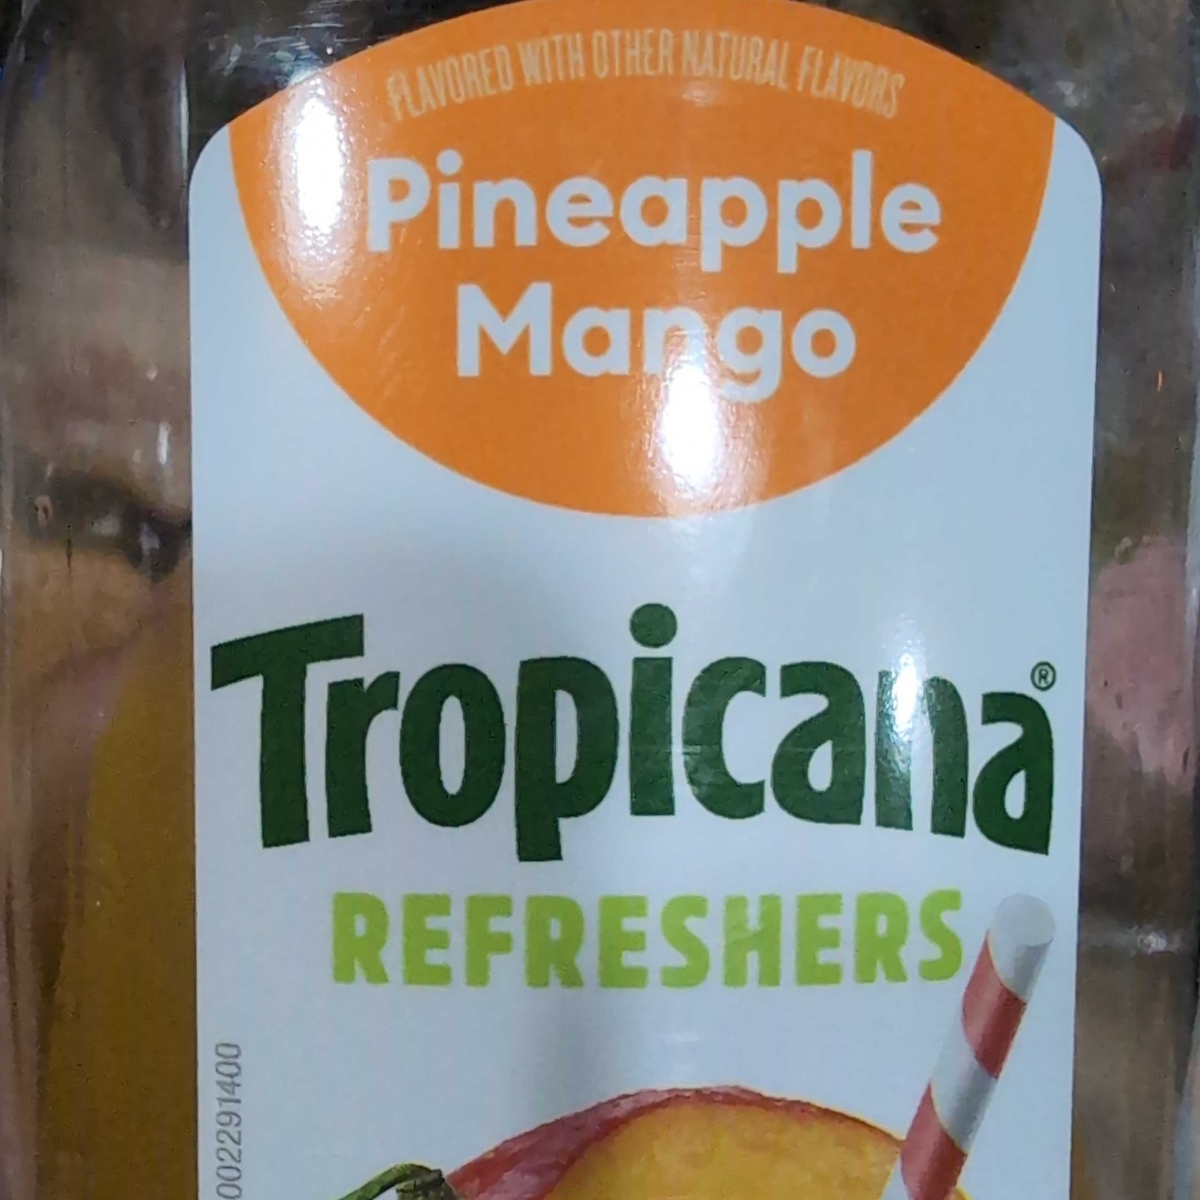 FLAVORED WITH OTHER NATURAL FLAVORS
Pineapple
Mango
Tropicana®
REFRESHERS
002291400